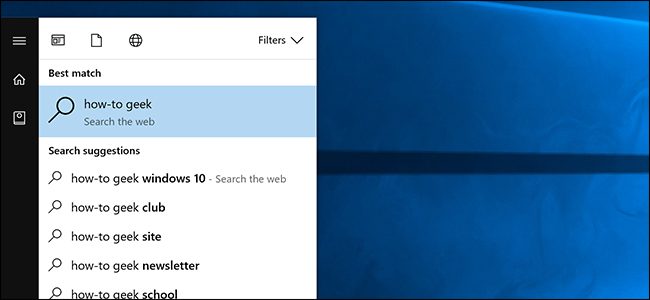 Filters
Best match
how-to geek
Search the web
Search suggestions
how-to geek windows 10 - Search the web
how-to geek club
how-to geek site
how-to geek newsletter
how-to geek school